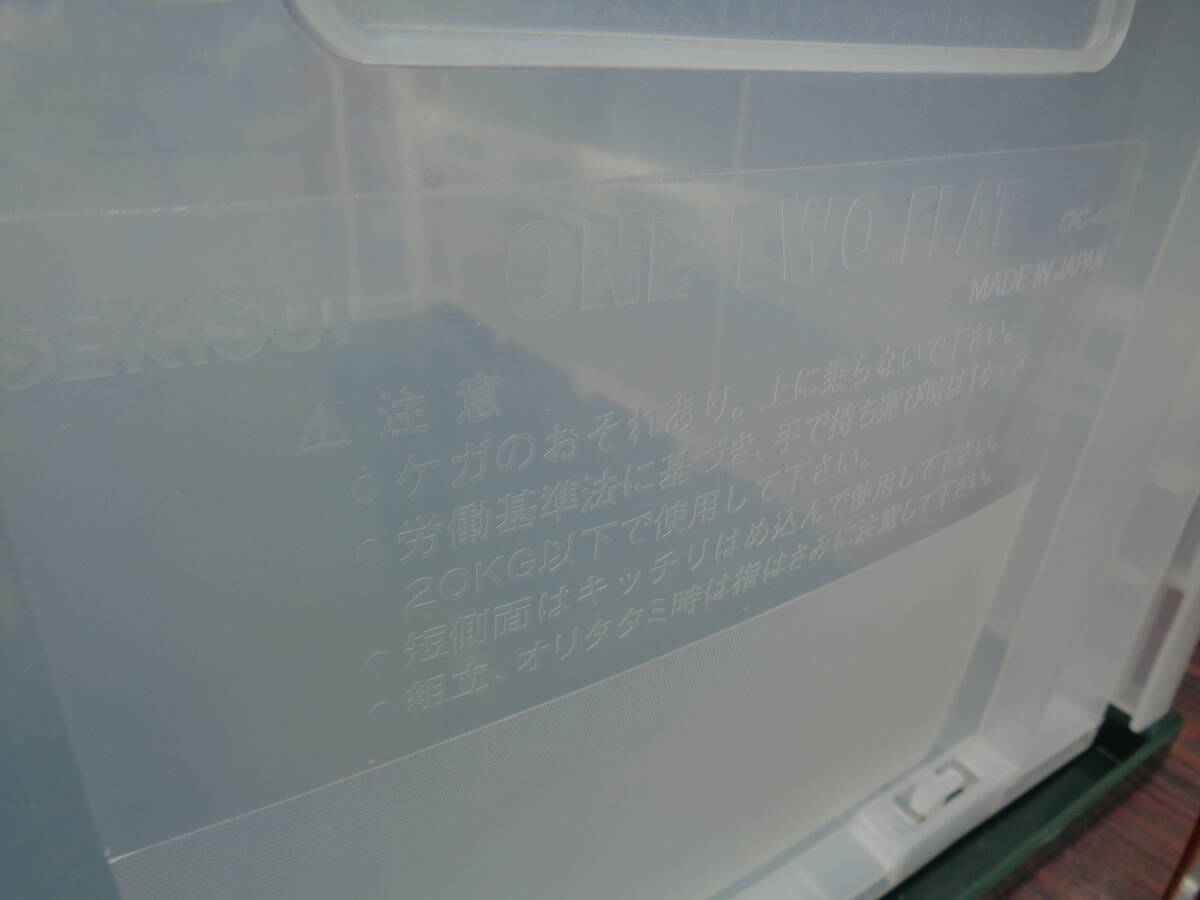 SEKISUI
ONE TWO FLAT
MADE IN JAPAN
注意
● ケガのおそれあり。上に乗らないで下さい。
● 労働基準法に基づき、手で持ち運び時は1ケース
20KG以下で使用して下さい。
● 短側面はキッチリはめ込んで使用して下さい。
● 組立、オリタタミ時は指はさみに注意して下さい。